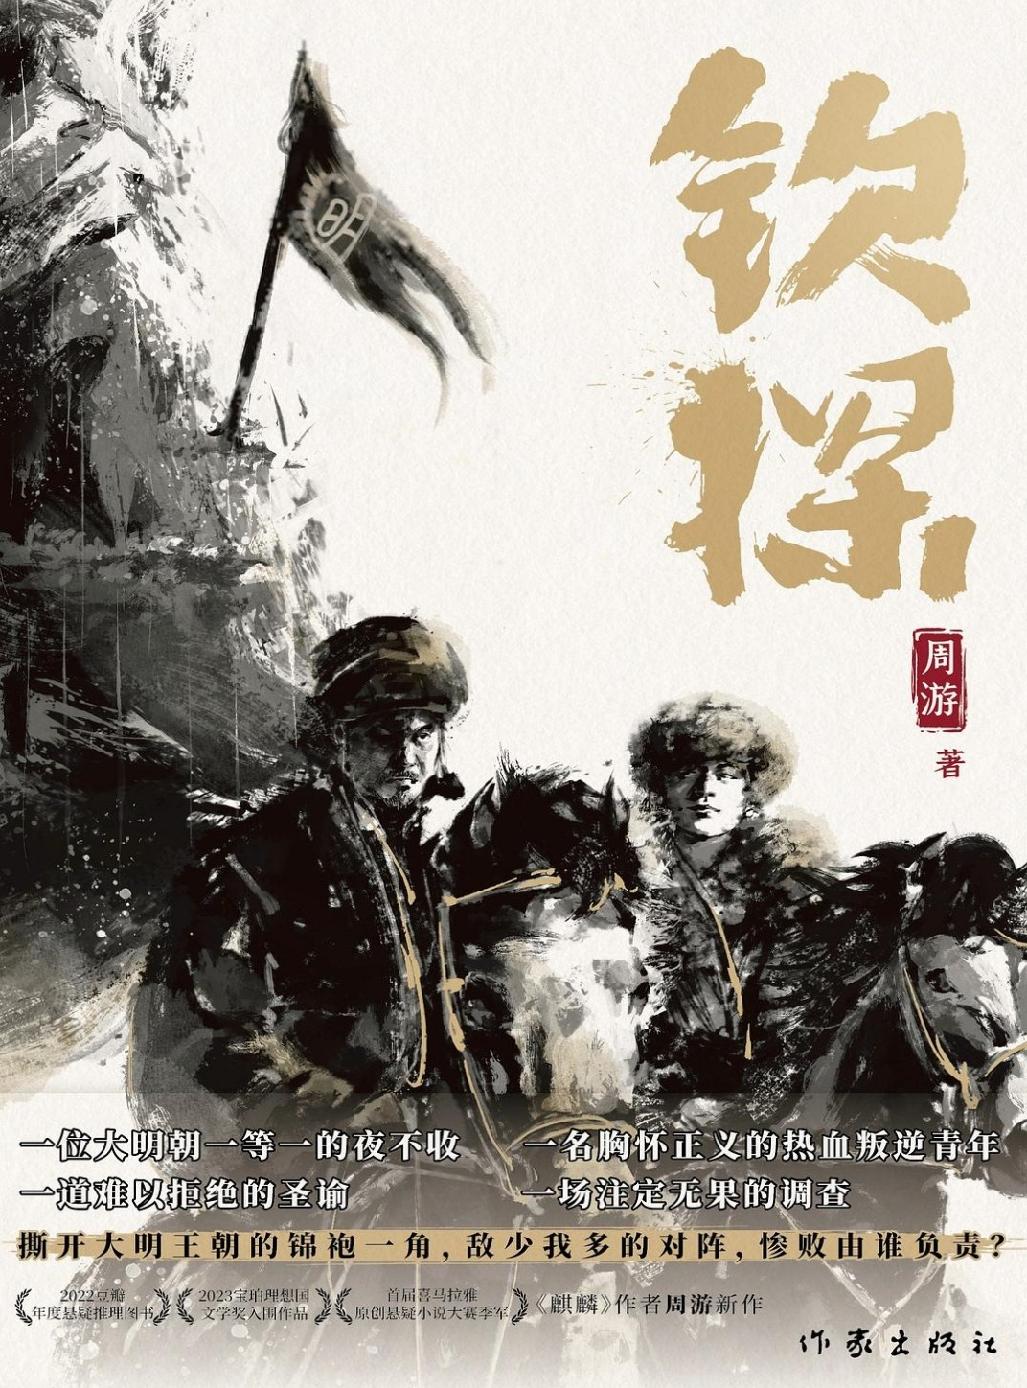 钦探
周游
著
明
一位大明朝一等一的夜不收
一名胸怀正义的热血叛逆青年
一道难以拒绝的圣谕
一场注定无果的调查
撕开大明王朝的锦袍一角,敌少我多的对阵,惨败由谁负责?
2022豆瓣
年度悬疑推理图书
2023宝珀理想国
文学奖入围作品
首届喜马拉雅
原创悬疑小说大赛季军
《麒麟》作者周游新作
作家出版社